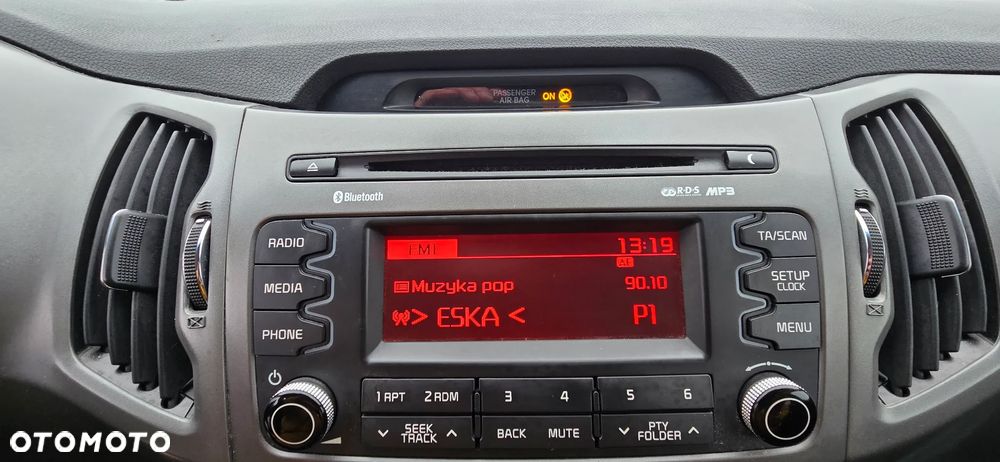 PASSENGER
AIR BAG ON
Bluetooth
R·D·S MP3
RADIO
MEDIA
PHONE
FM1 13:19
AF
Muzyka pop 90.10
> ESKA < P1
TA/SCAN
SETUP
CLOCK
MENU
1 RPT 2 RDM 3 4 5 6
SEEK
TRACK
BACK MUTE
PTY
FOLDER
OTOMOTO